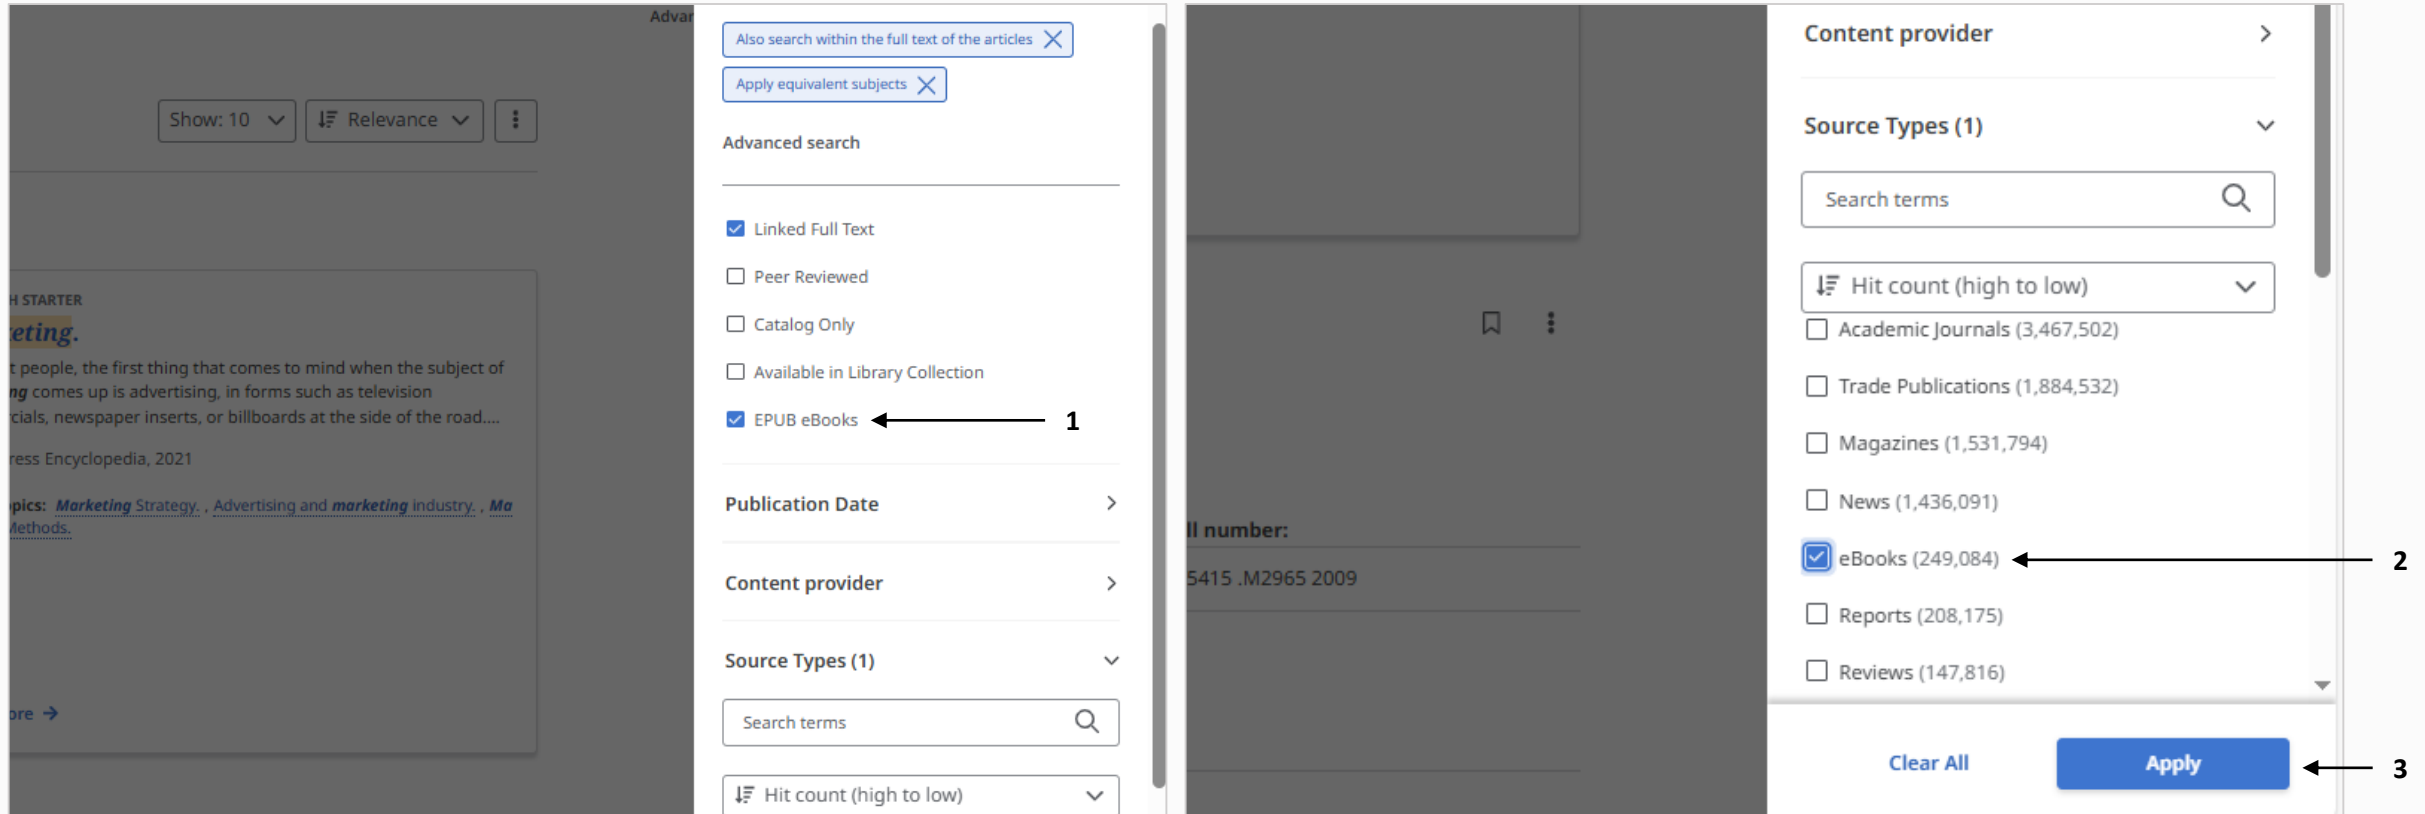 Advar
Show: 10
Relevance
H STARTER
eting.
t people, the first thing that comes to mind when the subject of
ng comes up is advertising, in forms such as television
cials, newspaper inserts, or billboards at the side of the road....
ress Encyclopedia, 2021
pics: Marketing Strategy. , Advertising and marketing industry. , Ma
Methods.
ore →
Also search within the full text of the articles
Apply equivalent subjects
Advanced search
Linked Full Text
Peer Reviewed
Catalog Only
Available in Library Collection
EPUB eBooks
1
Publication Date
Content provider
Source Types (1)
Search terms
Hit count (high to low)
ll number:
5415 .M2965 2009
Content provider
Source Types (1)
Search terms
Hit count (high to low)
Academic Journals (3,467,502)
Trade Publications (1,884,532)
Magazines (1,531,794)
News (1,436,091)
eBooks (249,084)
2
Reports (208,175)
Reviews (147,816)
Clear All
Apply
3